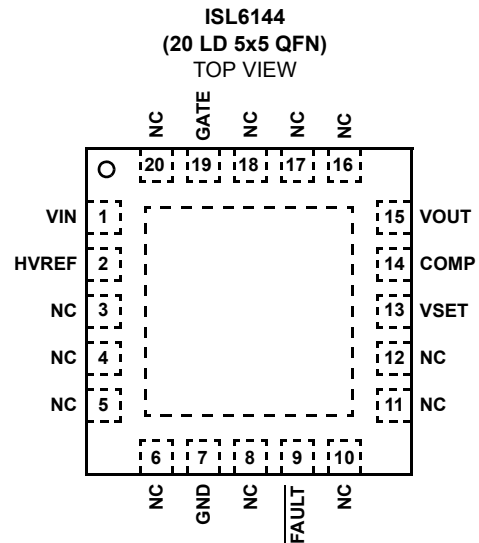 ISL6144
(20 LD 5x5 QFN)
TOP VIEW
NC GATE NC NC NC
20 19 18 17 16
VIN 1 15 VOUT
HVREF 2 14 COMP
NC 3 13 VSET
NC 4 12 NC
NC 5 11 NC
6 7 8 9 10
NC GND NC FAULT NC